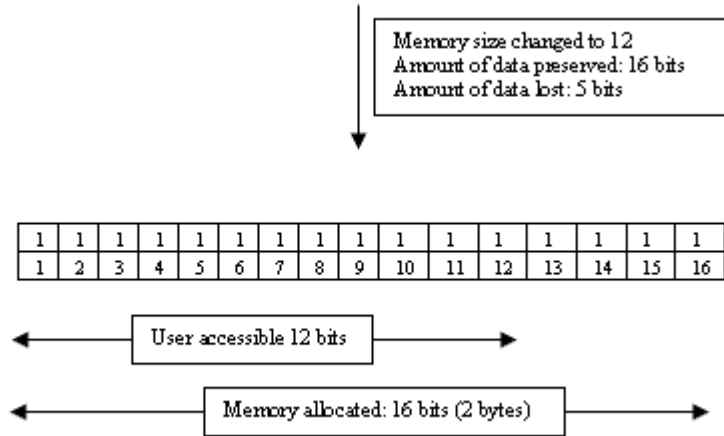 Memory size changed to 12
Amount of data preserved: 16 bits
Amount of data lost: 5 bits
1 1 1 1 1 1 1 1 1 1 1 1 1 1 1 1
1 2 3 4 5 6 7 8 9 10 11 12 13 14 15 16
User accessible 12 bits
Memory allocated: 16 bits (2 bytes)